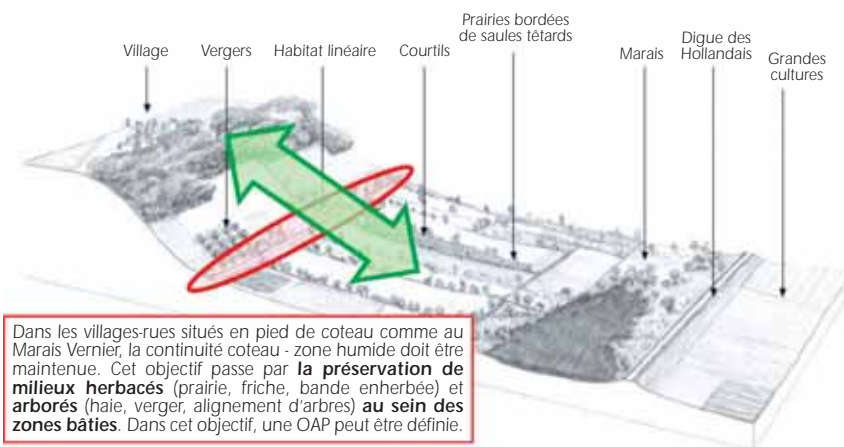 Village
Vergers
Habitat linéaire
Courtils
Prairies bordées
de saules têtards
Marais
Digue des
Hollandais
Grandes
cultures
Dans les villages-rues situés en pied de coteau comme au
Marais Vernier, la continuité coteau - zone humide doit être
maintenue. Cet objectif passe par la préservation de
milieux herbacés (prairie, friche, bande enherbée) et
arborés (haie, verger, alignement d'arbres) au sein des
zones bâties. Dans cet objectif, une OAP peut être définie.